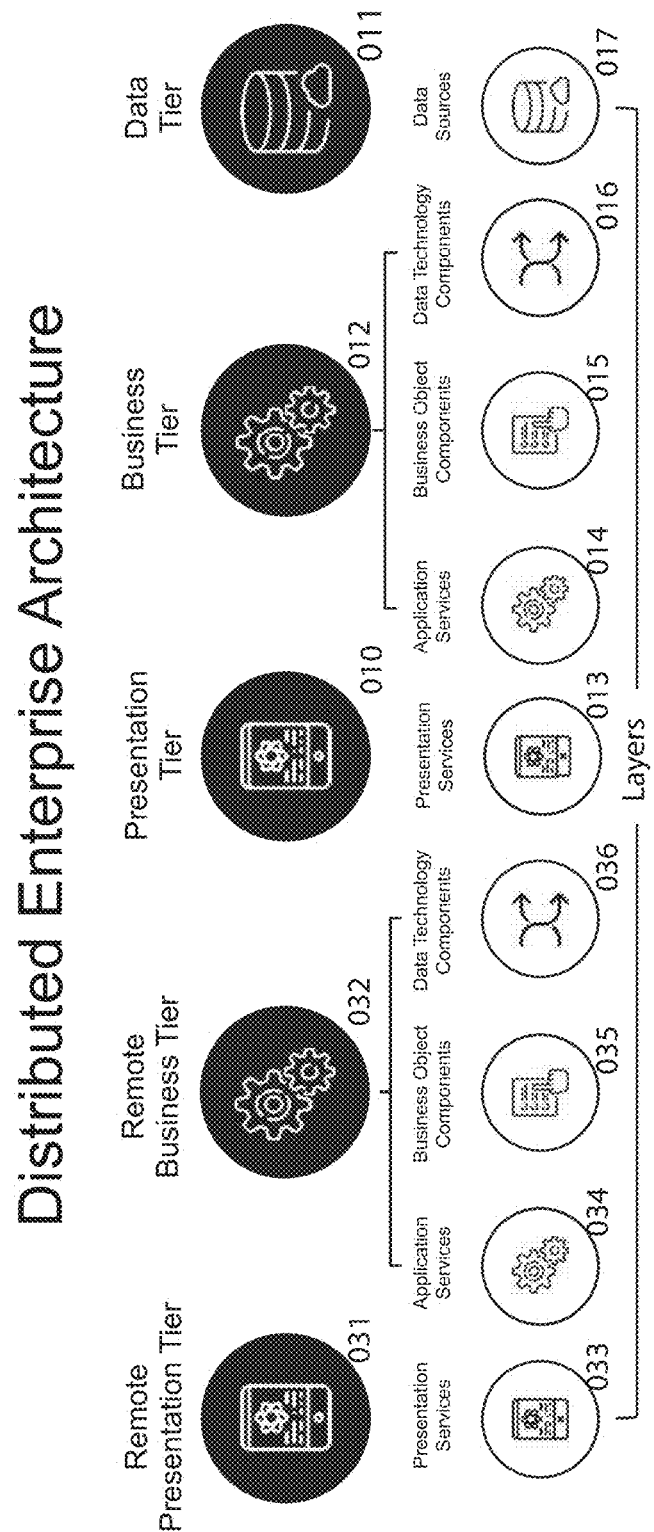 Distributed Enterprise Architecture
Remote
Presentation Tier
031
Remote
Business Tier
032
Presentation
Tier
010
Business
Tier
012
Data
Tier
011
Presentation
Services
033
Application
Services
034
Business Object
Components
035
Data Technology
Components
036
Presentation
Services
013
Application
Services
014
Business Object
Components
015
Data Technology
Components
016
Data
Sources
017
Layers